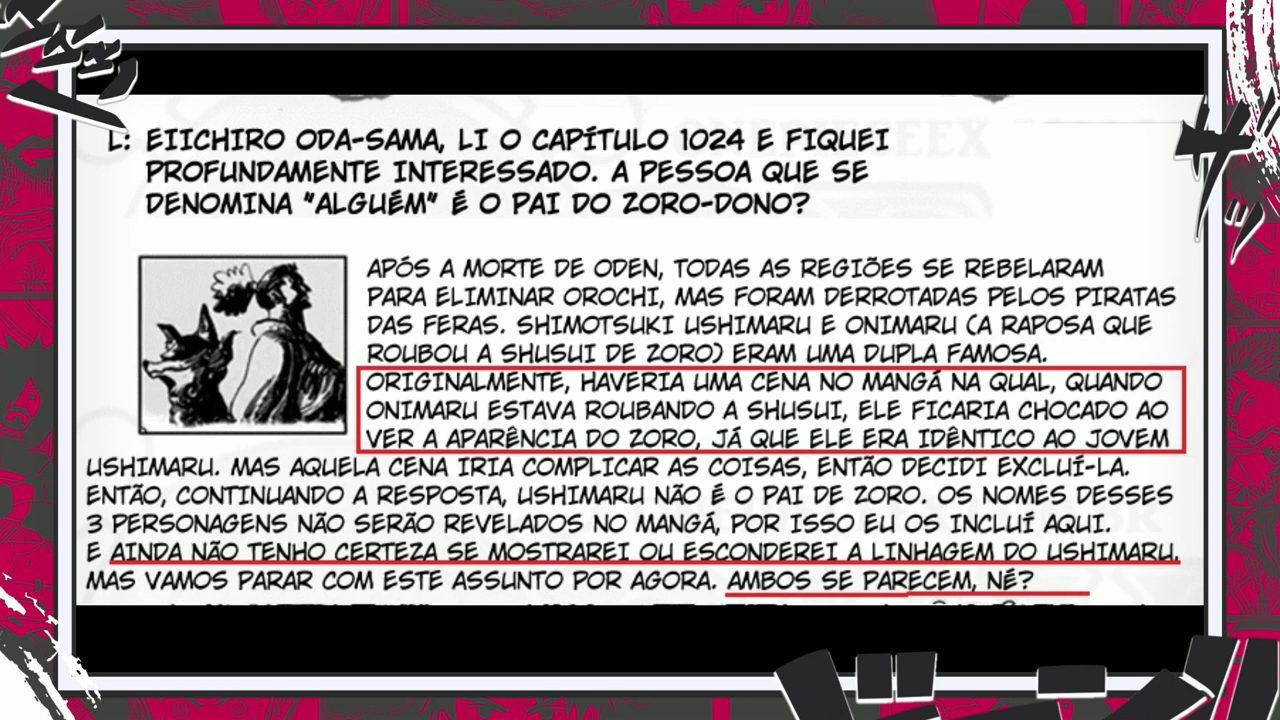 L: EIICHIRO ODA-SAMA, LI O CAPÍTULO 1024 E FIQUEI
PROFUNDAMENTE INTERESSADO. A PESSOA QUE SE
DENOMINA "ALGUÉM" É O PAI DO ZORO-DONO?
APÓS A MORTE DE ODEN, TODAS AS REGIÕES SE REBELARAM
PARA ELIMINAR OROCHI, MAS FORAM DERROTADAS PELOS PIRATAS
DAS FERAS. SHIMOTSUKI USHIMARU E ONIMARU (A RAPOSA QUE
ROUBOU A SHUSUI DE ZORO) ERAM UMA DUPLA FAMOSA.
ORIGINALMENTE, HAVERIA UMA CENA NO MANGÁ NA QUAL, QUANDO
ONIMARU ESTAVA ROUBANDO A SHUSUI, ELE FICARIA CHOCADO AO
VER A APARÊNCIA DO ZORO, JÁ QUE ELE ERA IDÊNTICO AO JOVEM
USHIMARU. MAS AQUELA CENA IRIA COMPLICAR AS COISAS, ENTÃO DECIDI EXCLUÍ-LA.
ENTÃO, CONTINUANDO A RESPOSTA, USHIMARU NÃO É O PAI DE ZORO. OS NOMES DESSES
3 PERSONAGENS NÃO SERÃO REVELADOS NO MANGÁ, POR ISSO EU OS INCLUÍ AQUI.
E AINDA NÃO TENHO CERTEZA SE MOSTRAREI OU ESCONDEREI A LINHAGEM DO USHIMARU.
MAS VAMOS PARAR COM ESTE ASSUNTO POR AGORA. AMBOS SE PARECEM, NÉ?